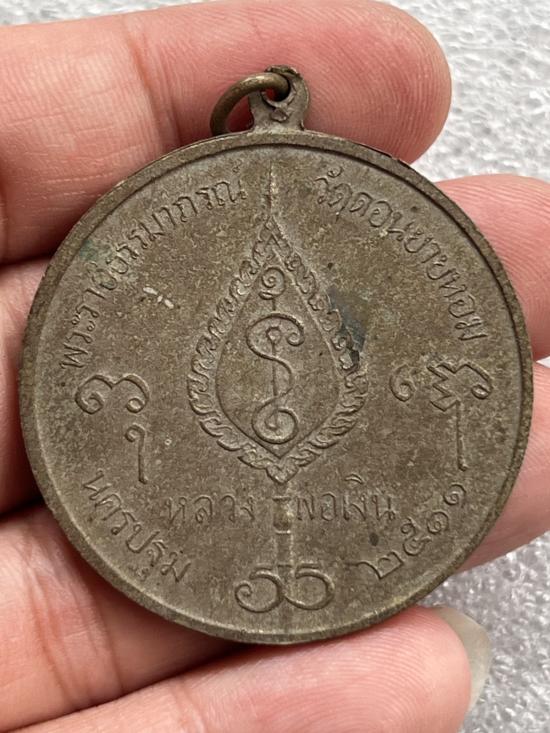 พระราชธรรมาภรณ์ วัดดอนยายหอม
หลวงพ่อเงิน
นครปฐม ๒๕๑๑